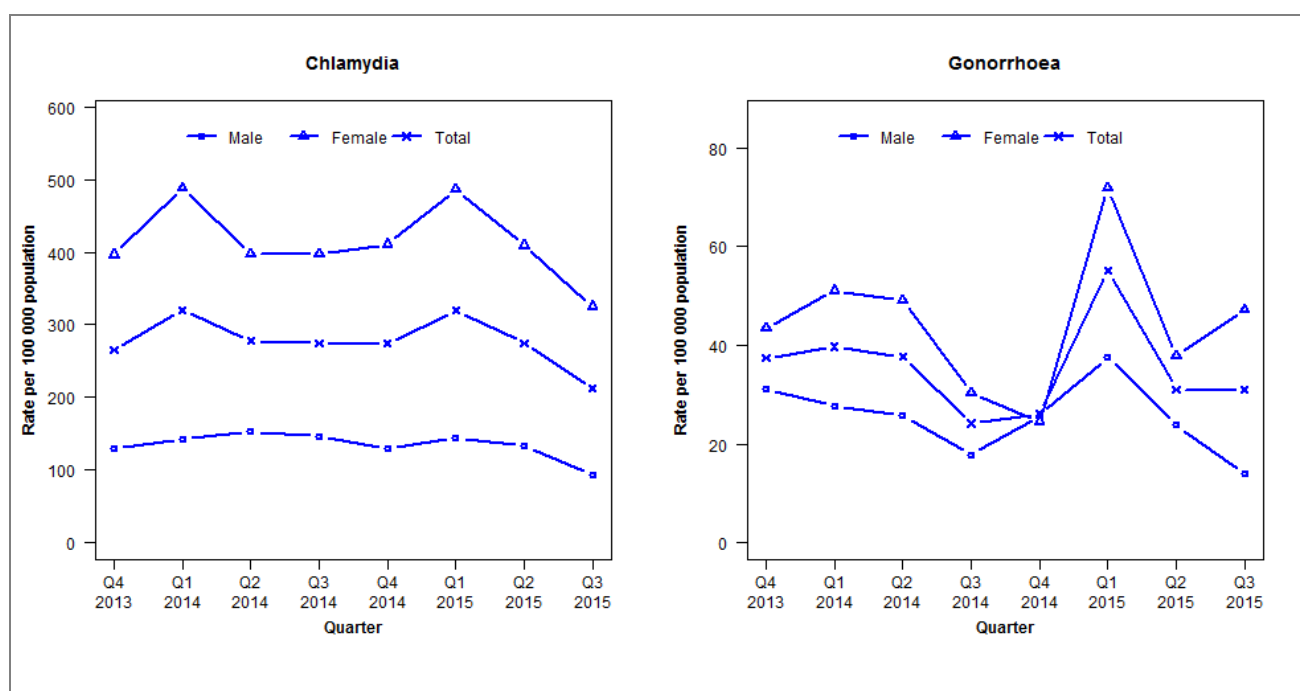 Chlamydia
Rate per 100 000 population
600
500
400
300
200
100
0
Male Female Total
Q4 Q1 Q2 Q3 Q4 Q1 Q2 Q3
2013 2014 2014 2014 2014 2015 2015 2015
Quarter
Gonorrhoea
Rate per 100 000 population
80
60
40
20
0
Male Female Total
Q4 Q1 Q2 Q3 Q4 Q1 Q2 Q3
2013 2014 2014 2014 2014 2015 2015 2015
Quarter